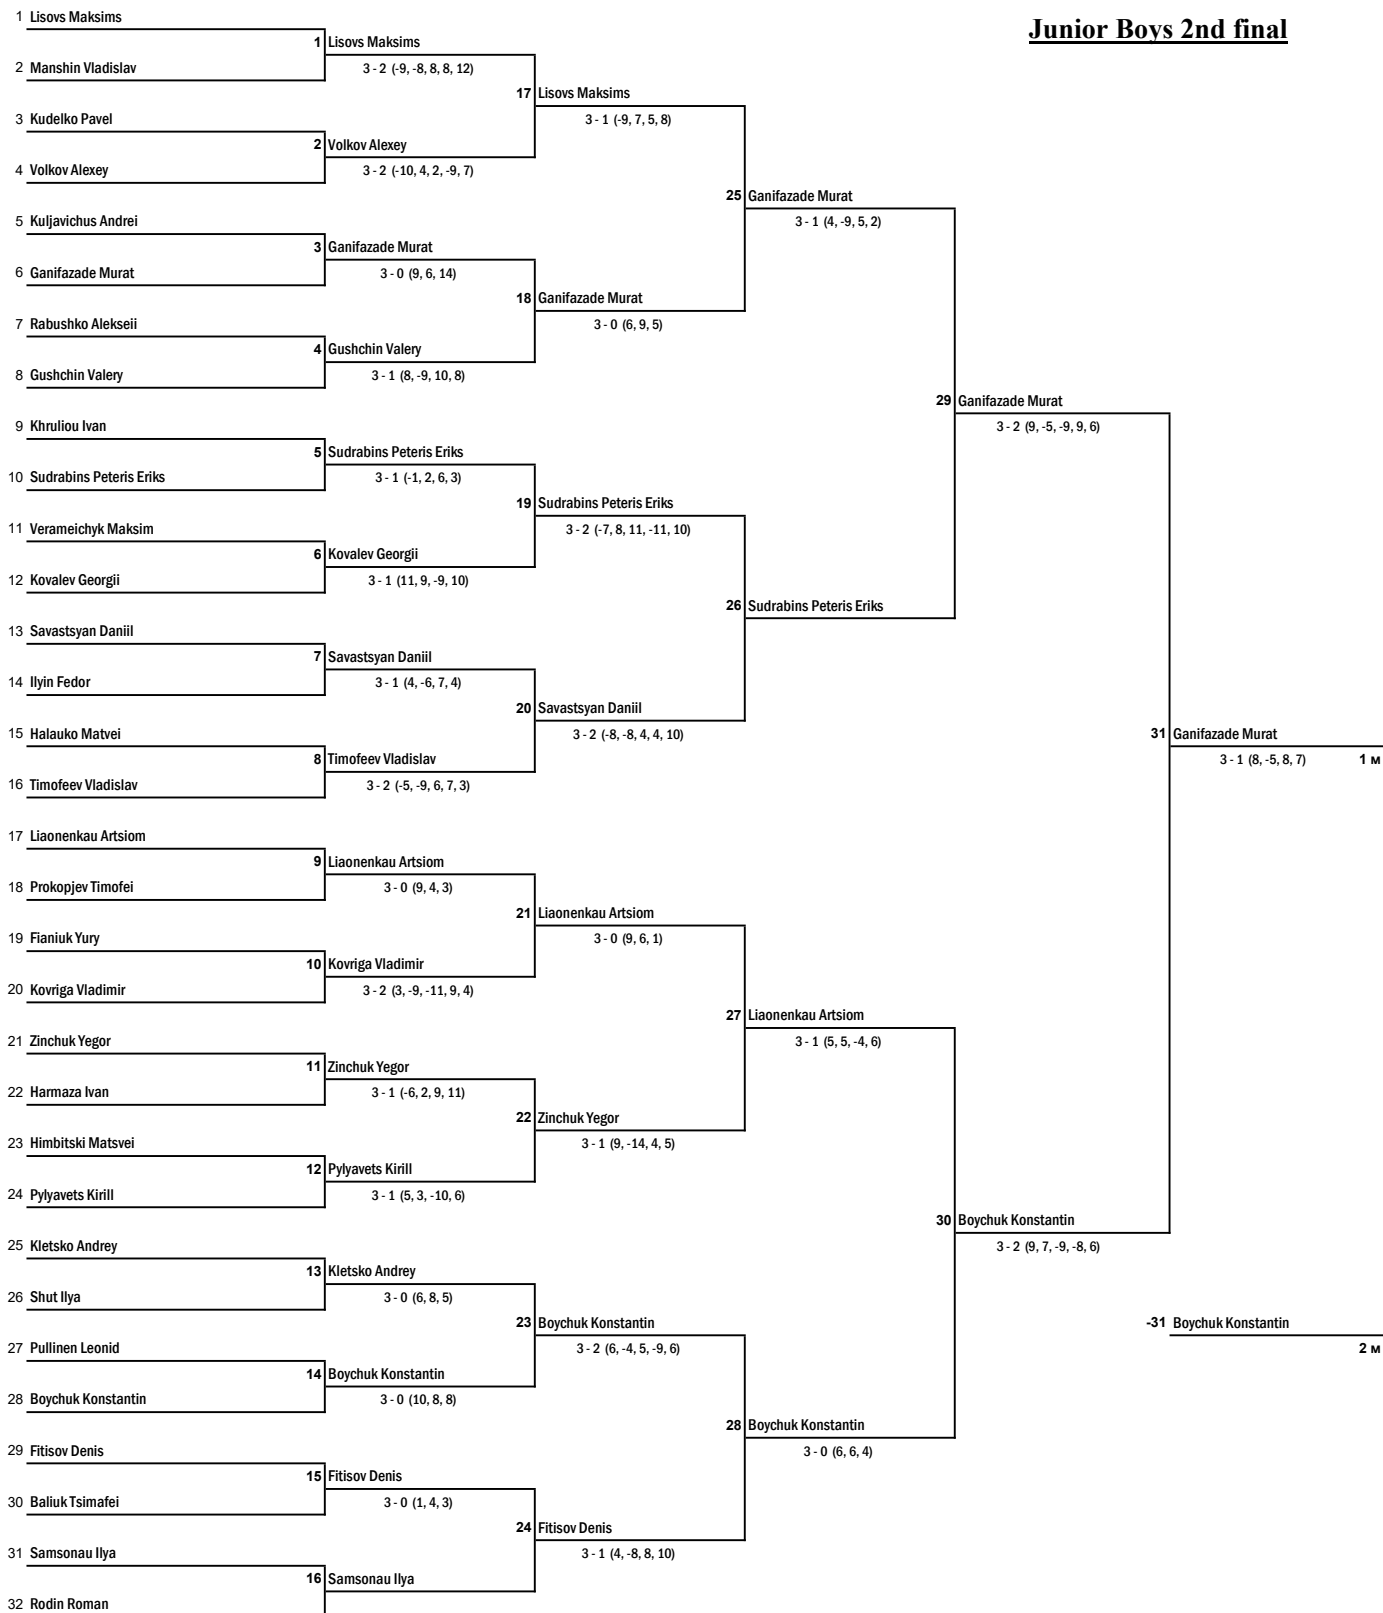 Junior Boys 2nd final
1 Lisovs Maksims
1 Lisovs Maksims
2 Manshin Vladislav
3 - 2 (-9, -8, 8, 8, 12)
17 Lisovs Maksims
3 Kudelko Pavel
3 - 1 (-9, 7, 5, 8)
2 Volkov Alexey
4 Volkov Alexey
3 - 2 (-10, 4, 2, -9, 7)
25 Ganifazade Murat
5 Kuljavichus Andrei
3 - 1 (4, -9, 5, 2)
3 Ganifazade Murat
6 Ganifazade Murat
3 - 0 (9, 6, 14)
18 Ganifazade Murat
7 Rabushko Alekseii
3 - 0 (6, 9, 5)
4 Gushchin Valery
8 Gushchin Valery
3 - 1 (8, -9, 10, 8)
29 Ganifazade Murat
9 Khruliou Ivan
3 - 2 (9, -5, -9, 9, 6)
5 Sudrabins Peteris Eriks
10 Sudrabins Peteris Eriks
3 - 1 (-1, 2, 6, 3)
19 Sudrabins Peteris Eriks
11 Verameichyk Maksim
3 - 2 (-7, 8, 11, -11, 10)
6 Kovalev Georgii
12 Kovalev Georgii
3 - 1 (11, 9, -9, 10)
26 Sudrabins Peteris Eriks
13 Savastsyan Daniil
7 Savastsyan Daniil
14 Ilyin Fedor
3 - 1 (4, -6, 7, 4)
20 Savastsyan Daniil
15 Halauko Matvei
3 - 2 (-8, -8, 4, 4, 10)
31 Ganifazade Murat
8 Timofeev Vladislav
3 - 1 (8, -5, 8, 7) 1 м
16 Timofeev Vladislav
3 - 2 (-5, -9, 6, 7, 3)
17 Liaonenkau Artsiom
9 Liaonenkau Artsiom
18 Prokopjev Timofei
3 - 0 (9, 4, 3)
21 Liaonenkau Artsiom
19 Fianiuk Yury
3 - 0 (9, 6, 1)
10 Kovriga Vladimir
20 Kovriga Vladimir
3 - 2 (3, -9, -11, 9, 4)
27 Liaonenkau Artsiom
21 Zinchuk Yegor
3 - 1 (5, 5, -4, 6)
11 Zinchuk Yegor
22 Harmaza Ivan
3 - 1 (-6, 2, 9, 11)
22 Zinchuk Yegor
23 Himbitski Matsvei
3 - 1 (9, -14, 4, 5)
12 Pylyavets Kirill
24 Pylyavets Kirill
3 - 1 (5, 3, -10, 6)
30 Boychuk Konstantin
25 Kletsko Andrey
3 - 2 (9, 7, -9, -8, 6)
13 Kletsko Andrey
26 Shut Ilya
3 - 0 (6, 8, 5)
23 Boychuk Konstantin
-31 Boychuk Konstantin
27 Pullinen Leonid
3 - 2 (6, -4, 5, -9, 6)
2 м
14 Boychuk Konstantin
28 Boychuk Konstantin
3 - 0 (10, 8, 8)
28 Boychuk Konstantin
29 Fitisov Denis
3 - 0 (6, 6, 4)
15 Fitisov Denis
30 Baliuk Tsimafei
3 - 0 (1, 4, 3)
24 Fitisov Denis
31 Samsonau Ilya
3 - 1 (4, -8, 8, 10)
16 Samsonau Ilya
32 Rodin Roman